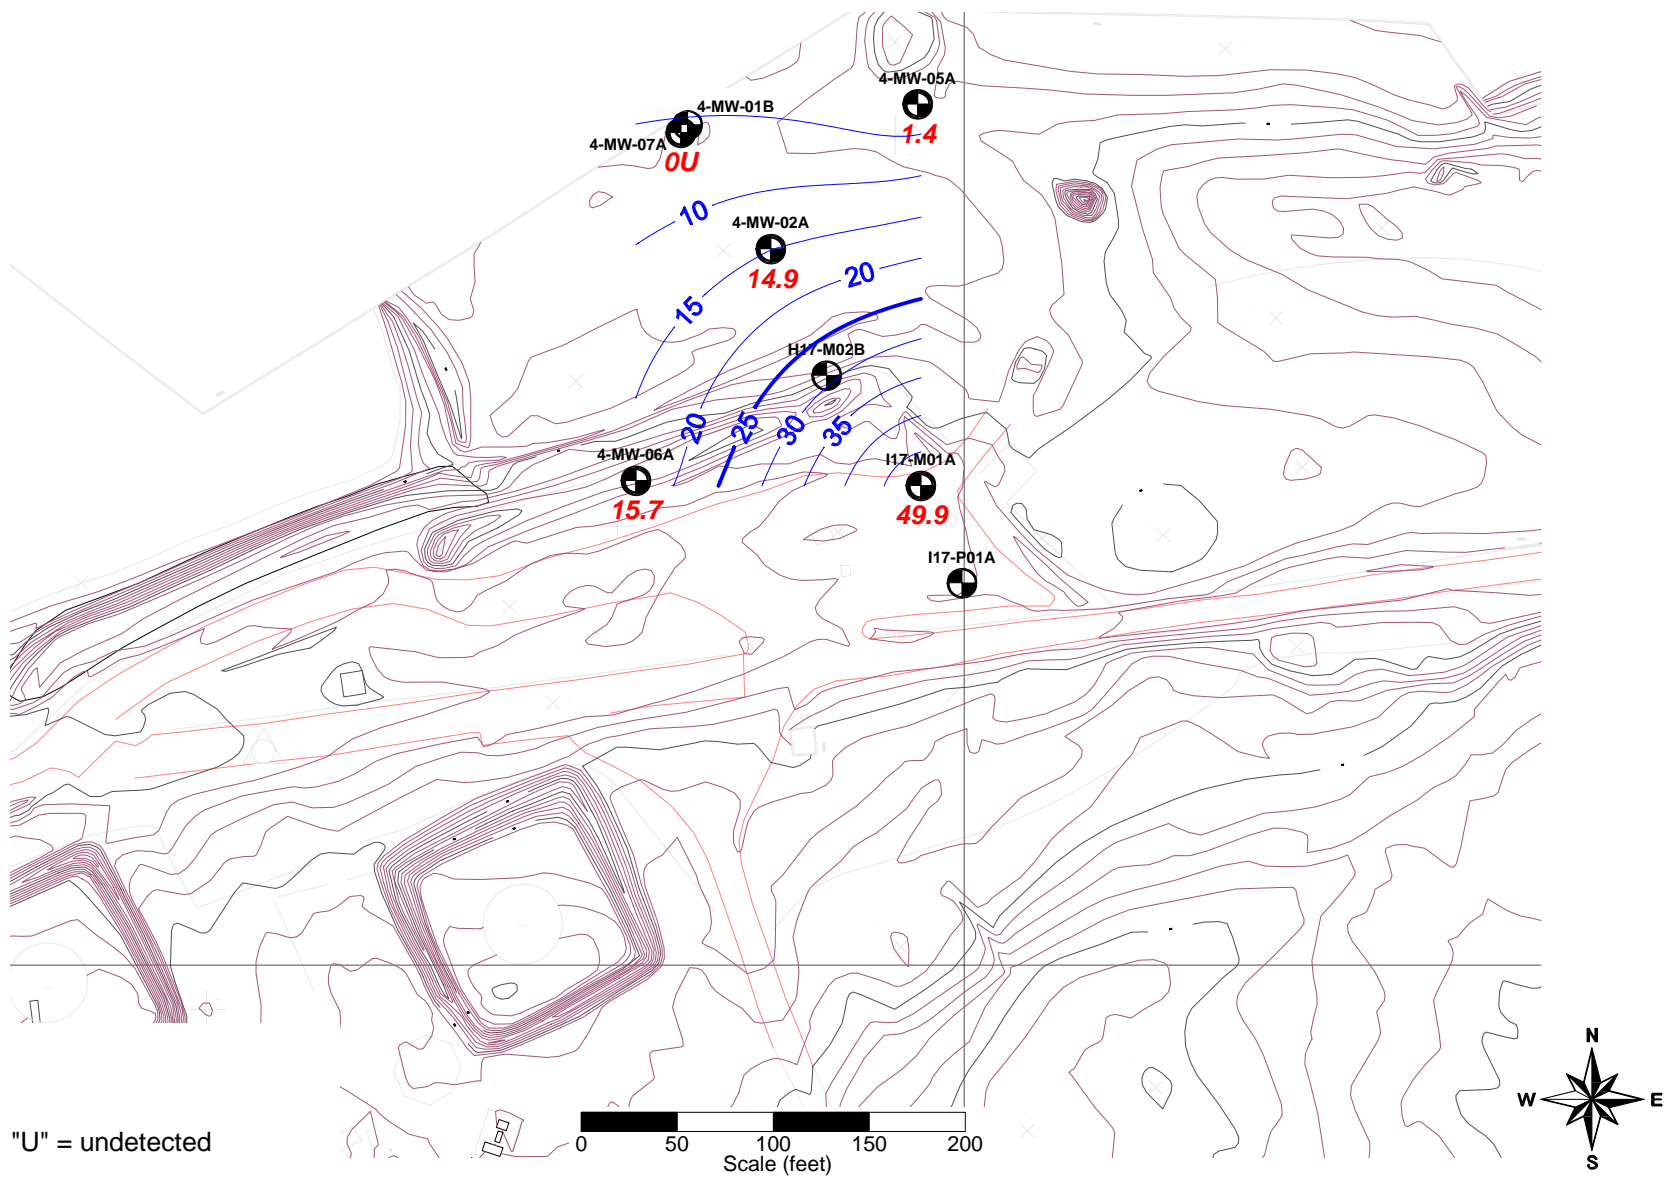 4-MW-05A
1.4
4-MW-01B
4-MW-07A
0U
10
4-MW-02A
14.9
20
15
H17-M02B
20
25
30
35
4-MW-06A
15.7
I17-M01A
49.9
I17-P01A
"U" = undetected
0 50 100 150 200
Scale (feet)
N
W E
S